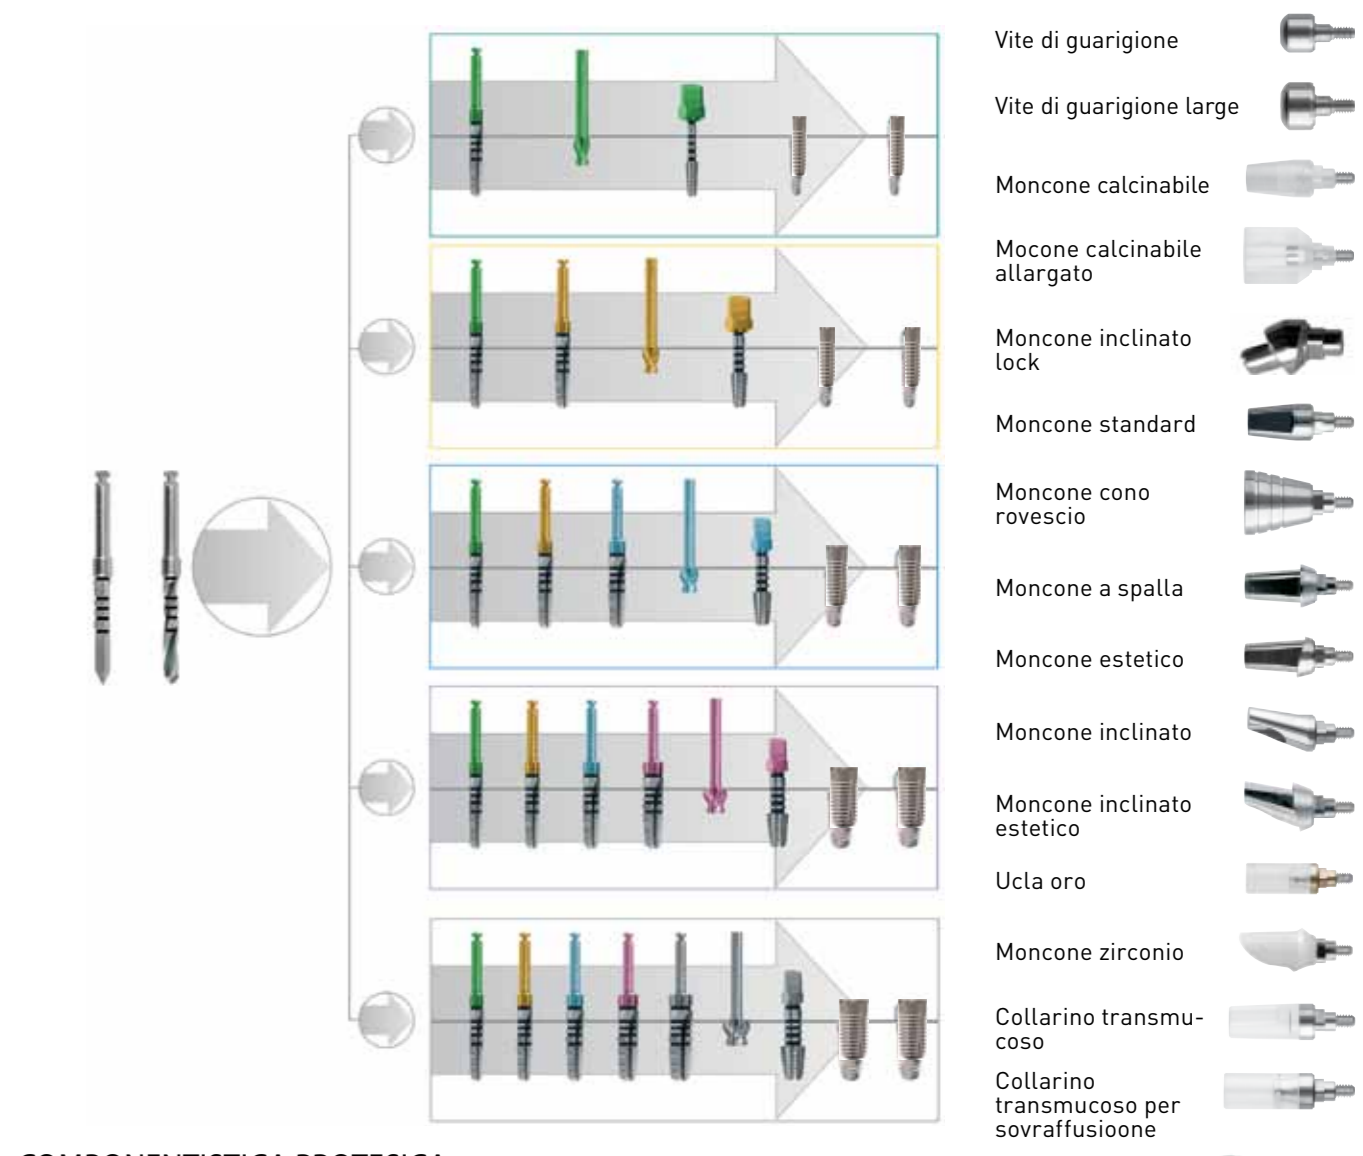 Vite di guarigione
Vite di guarigione large
Moncone calcinabile
Mocone calcinabile
allargato
Moncone inclinato
lock
Moncone standard
Moncone cono
rovescio
Moncone a spalla
Moncone estetico
Moncone inclinato
Moncone inclinato
estetico
Ucla oro
Moncone zirconio
Collarino transmu-
coso
Collarino
transmucoso per
sovraffusioone
COMPONENTISTICA PROTESICA